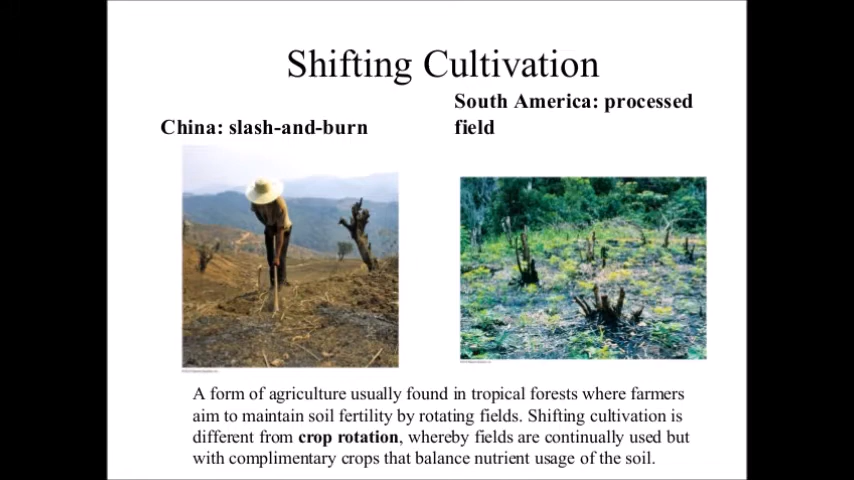 Shifting Cultivation
China: slash-and-burn
South America: processed
field
A form of agriculture usually found in tropical forests where farmers
aim to maintain soil fertility by rotating fields. Shifting cultivation is
different from crop rotation, whereby fields are continually used but
with complimentary crops that balance nutrient usage of the soil.